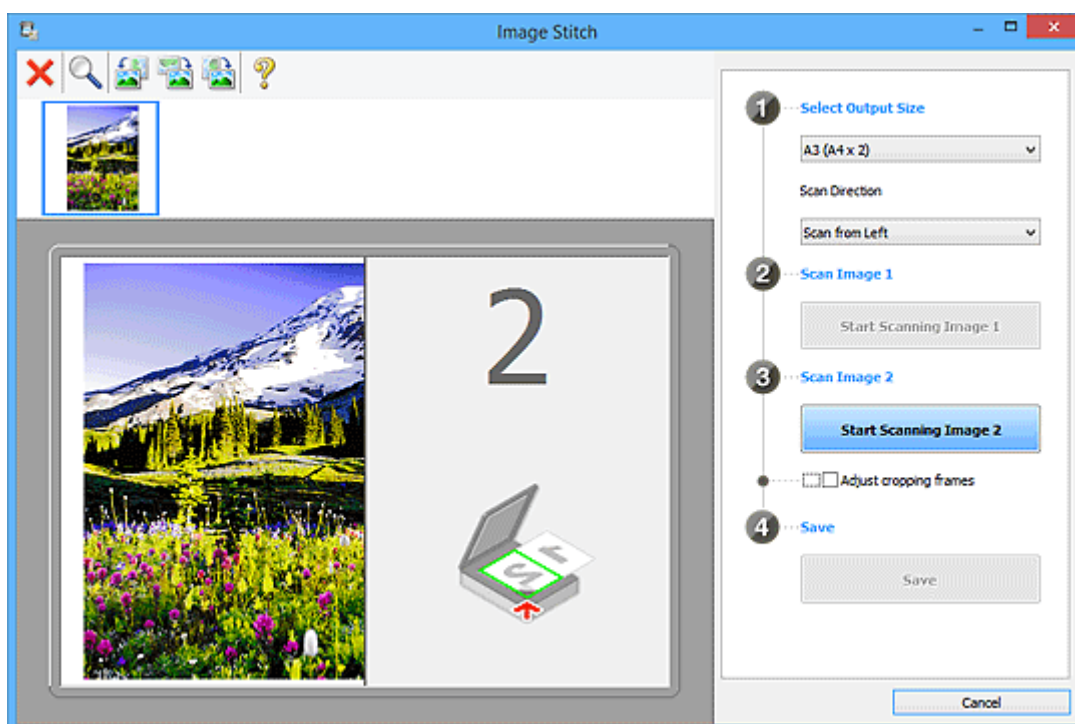 Image Stitch
1 Select Output Size
A3 (A4 x 2)
Scan Direction
Scan from Left
2 Scan Image 1
Start Scanning Image 1
3 Scan Image 2
Start Scanning Image 2
Adjust cropping frames
4 Save
Save
Cancel
2
1
2